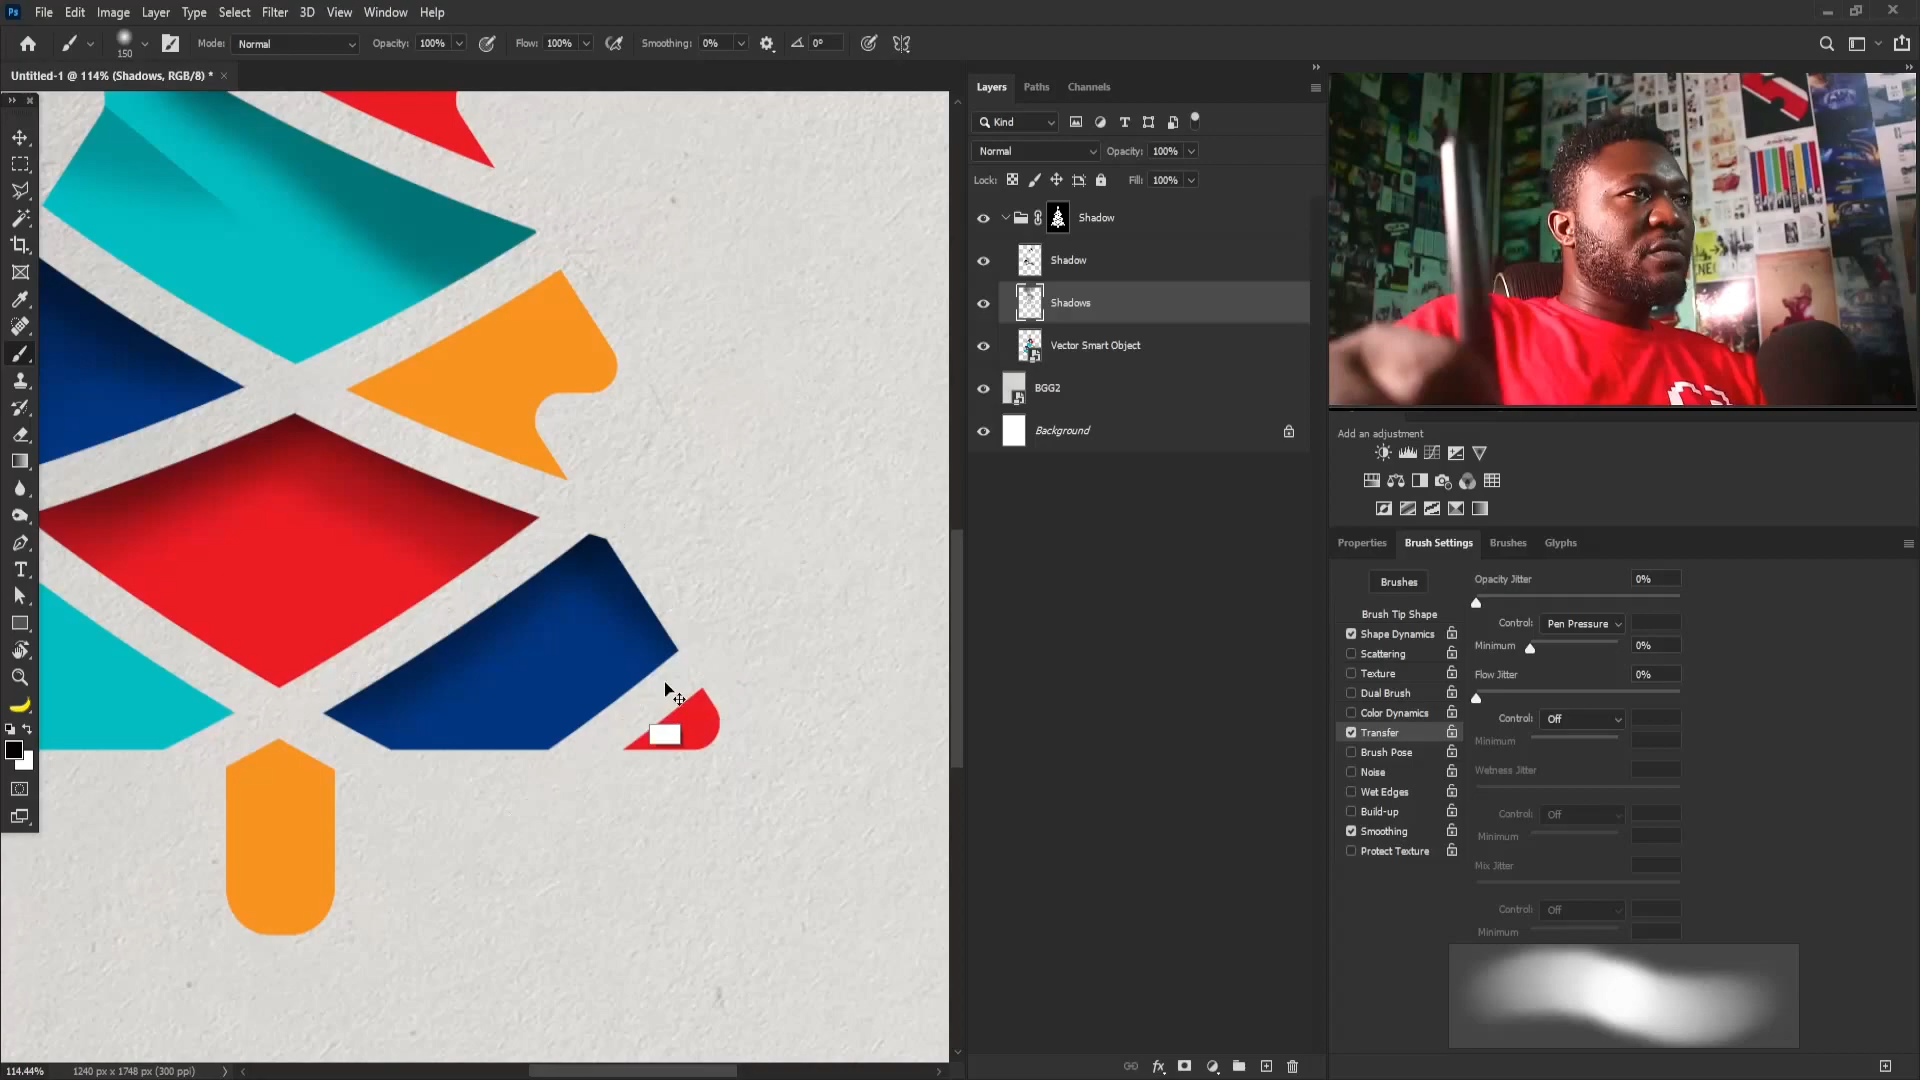 Ps File Edit Image Layer Type Select Filter 3D View Window Help
150 Mode: Normal Opacity: 100% Flow: 100% Smoothing: 0% 0°
Untitled-1 @ 114% (Shadows, RGB/8) * ×
Layers Paths Channels
Kind
Normal Opacity: 100%
Lock: Fill: 100%
Shadow
Shadow
Shadows
Vector Smart Object
BGG2
Background
Add an adjustment
Properties Brush Settings Brushes Glyphs
Brushes
Brush Tip Shape
Shape Dynamics
Scattering
Texture
Dual Brush
Color Dynamics
Transfer
Brush Pose
Noise
Wet Edges
Build-up
Smoothing
Protect Texture
Opacity Jitter 0%
Control: Pen Pressure
Minimum 0%
Flow Jitter 0%
Control: Off
Minimum
Wetness Jitter
Control: Off
Minimum
Mix Jitter
Control: Off
Minimum
114.44% 1240 px x 1748 px (300 ppi)